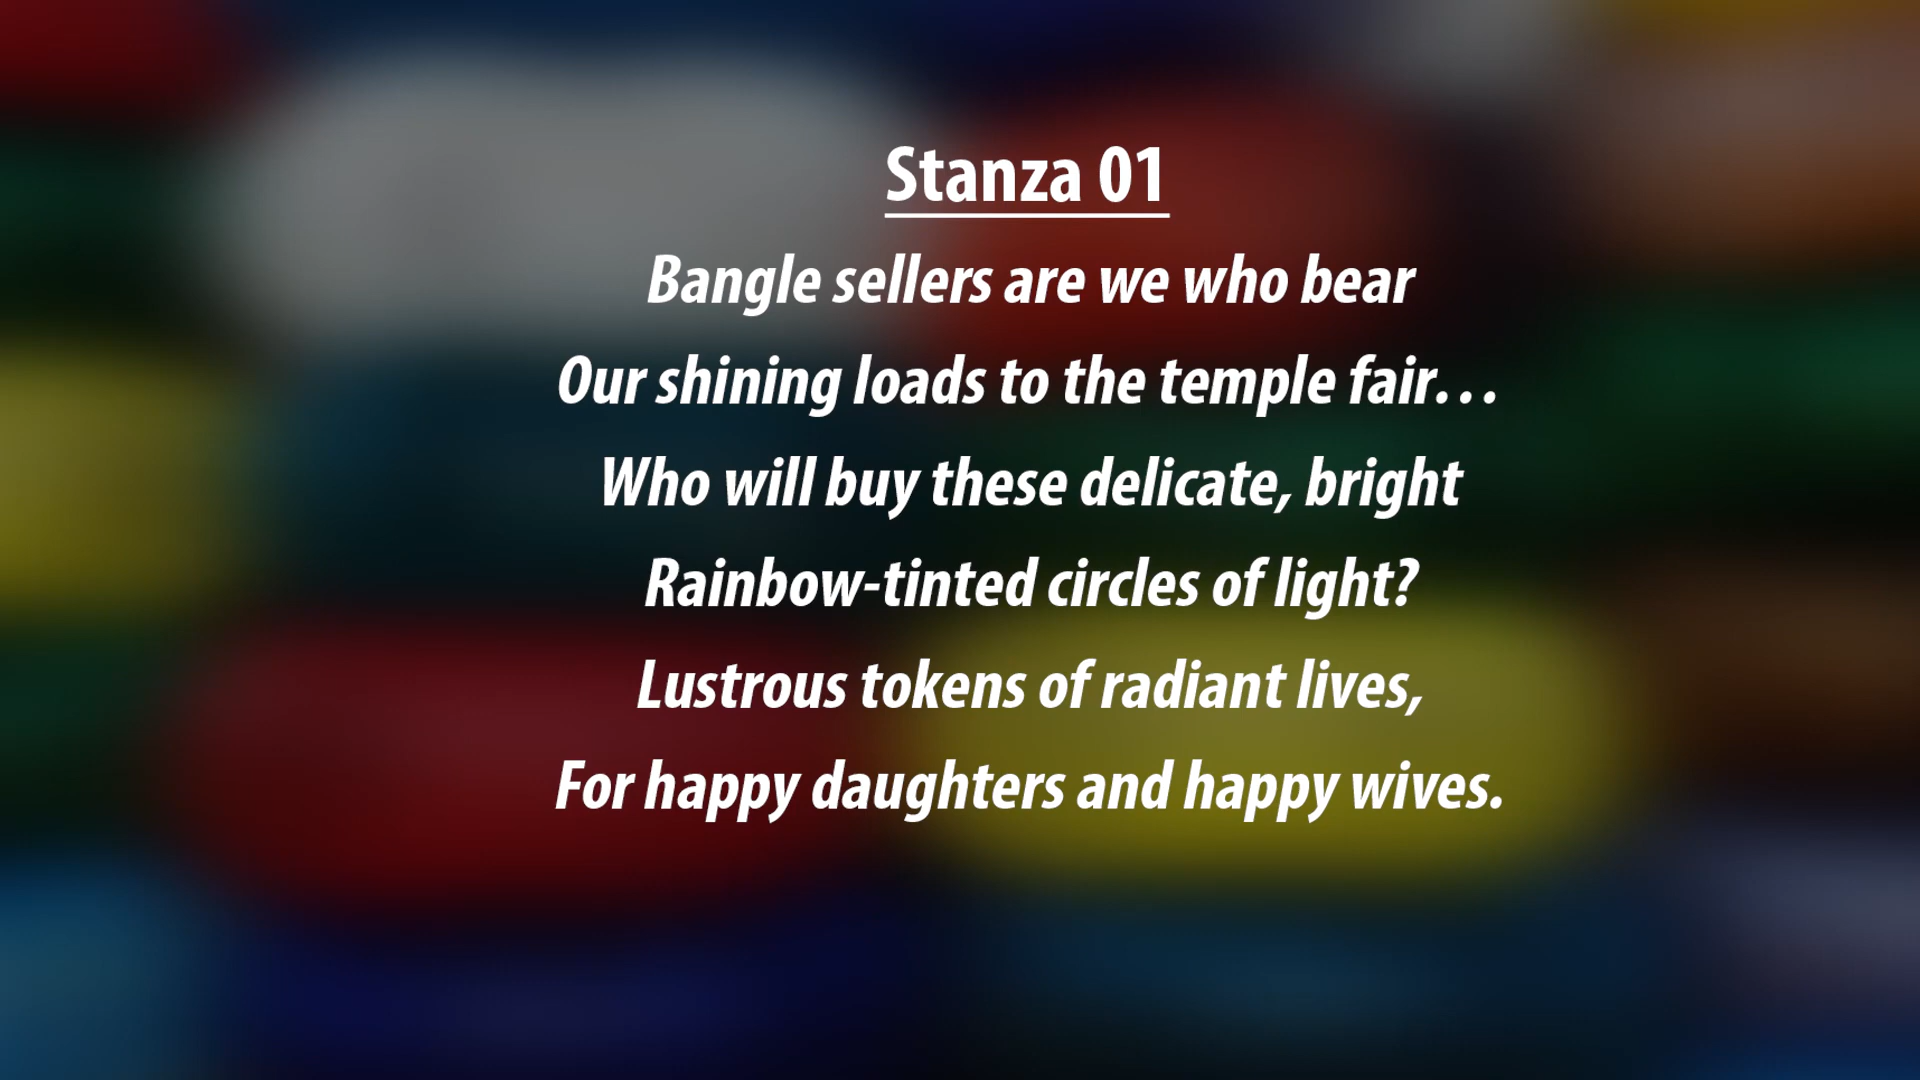 Stanza 01
Bangle sellers are we who bear
Our shining loads to the temple fair...
Who will buy these delicate, bright
Rainbow-tinted circles of light?
Lustrous tokens of radiant lives,
For happy daughters and happy wives.